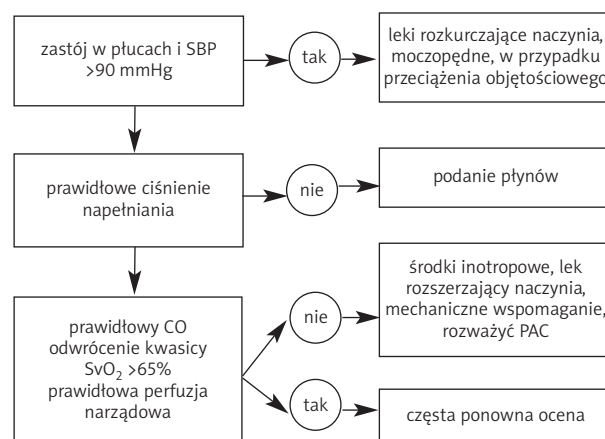 zastój w płucach i SBP
>90 mmHg
tak
leki rozkurczające naczynia,
moczopędne, w przypadku
przeciążenia objętościowego
prawidłowe ciśnienie
napełniania
nie
podanie płynów
prawidłowy CO
odwrócenie kwasicy
SvO₂ >65%
prawidłowa perfuzja
narządowa
nie
środki inotropowe, lek
rozszerzający naczynia,
mechaniczne wspomaganie,
rozważyć PAC
tak
częsta ponowna ocena